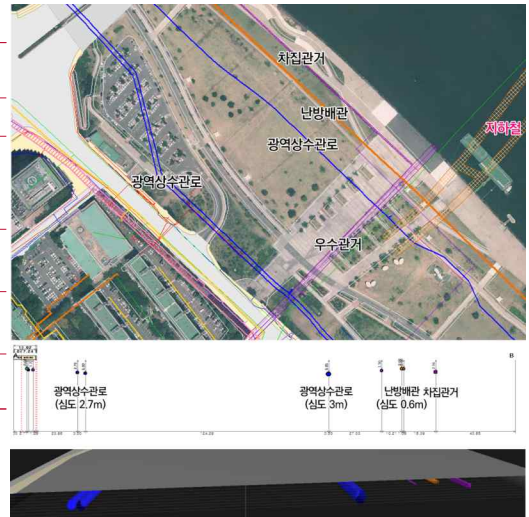 차집관거
난방배관
광역상수관로
지하철
광역상수관로
우수관거
B
광역상수관로
(심도 2.7m)
광역상수관로
(심도 3m)
난방배관
(심도 0.6m)
차집관거